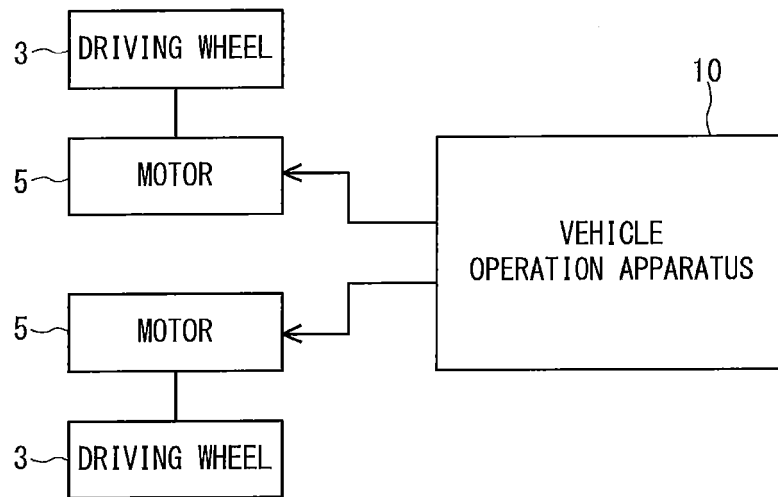 3
DRIVING WHEEL
10
5
MOTOR
VEHICLE
OPERATION APPARATUS
5
MOTOR
3
DRIVING WHEEL